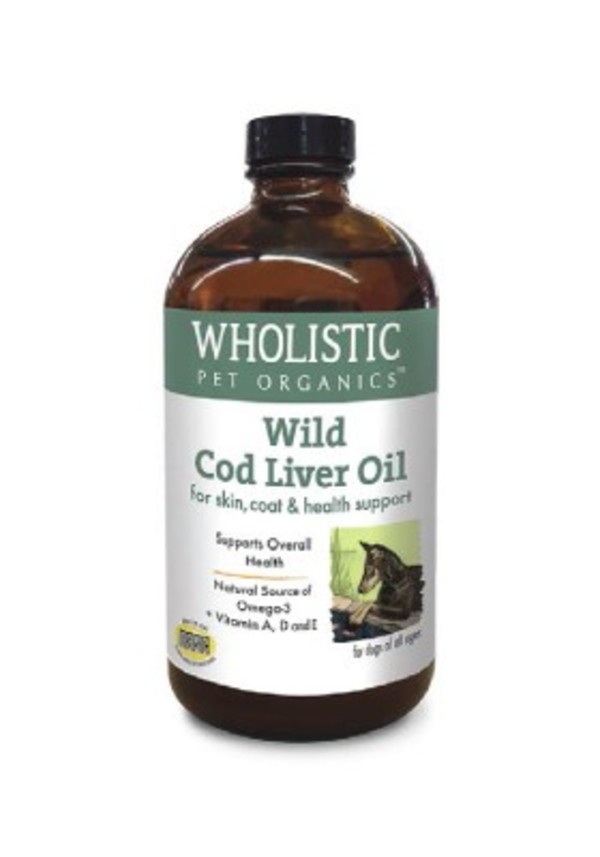 WHOLISTIC
PET ORGANICS™
Wild
Cod Liver Oil
for skin, coat & health support
Supports Overall
Health
Natural Source of
Omega-3
+ Vitamin A, D and E
for dogs of all ages